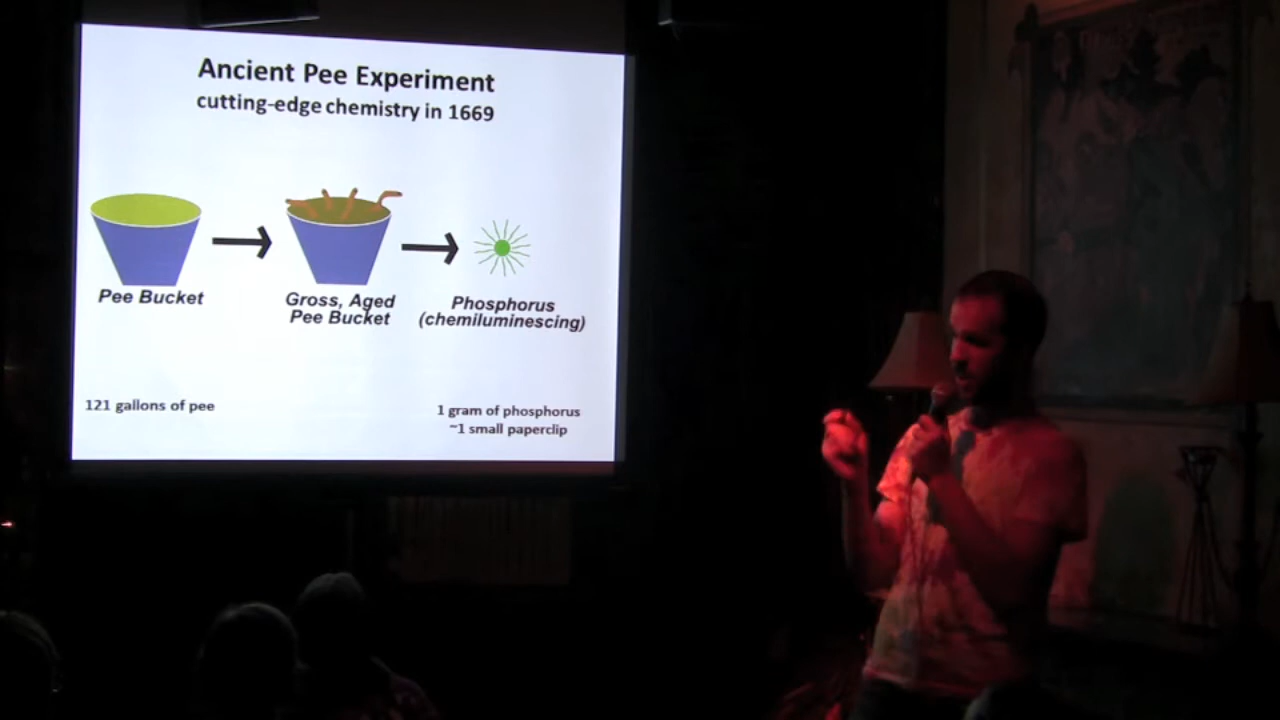 Ancient Pee Experiment
cutting-edge chemistry in 1669
Pee Bucket
Gross, Aged
Pee Bucket
Phosphorus
(chemiluminescing)
121 gallons of pee
1 gram of phosphorus
~1 small paperclip